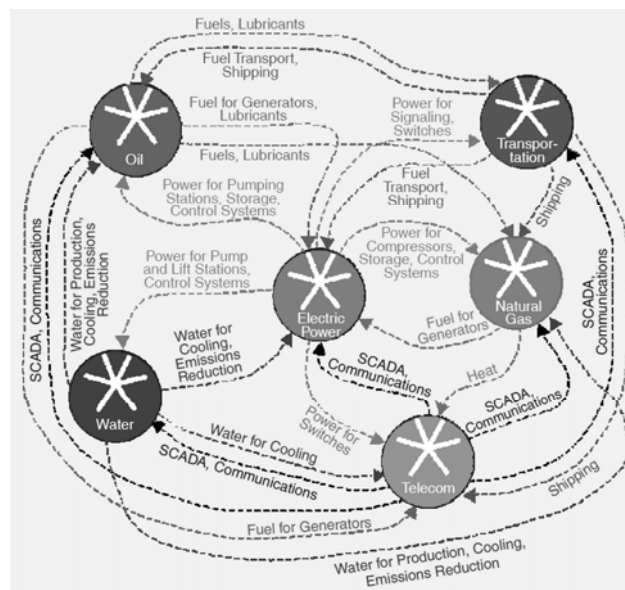 Fuels, Lubricants
Fuel Transport,
Shipping
Fuel for Generators,
Lubricants
Power for
Signaling,
Switches
Oil
Transpor-
tation
Fuels, Lubricants
Fuel
Transport,
Shipping
Shipping
Power for Pumping
Stations, Storage,
Control Systems
Power for
Compressors,
Storage, Control
Systems
Power for Pump
and Lift Stations,
Control Systems
SCADA, Communications
Water for Production,
Cooling, Emissions
Reduction
Electric
Power
Natural
Gas
SCADA,
Communications
Fuel for
Generators
Water for
Cooling,
Emissions
Reduction
SCADA,
Communications
Heat
SCADA,
Communications
Water
Power for
Switches
Water for Cooling
SCADA, Communications
Telecom
Shipping
Fuel for Generators
Water for Production, Cooling,
Emissions Reduction